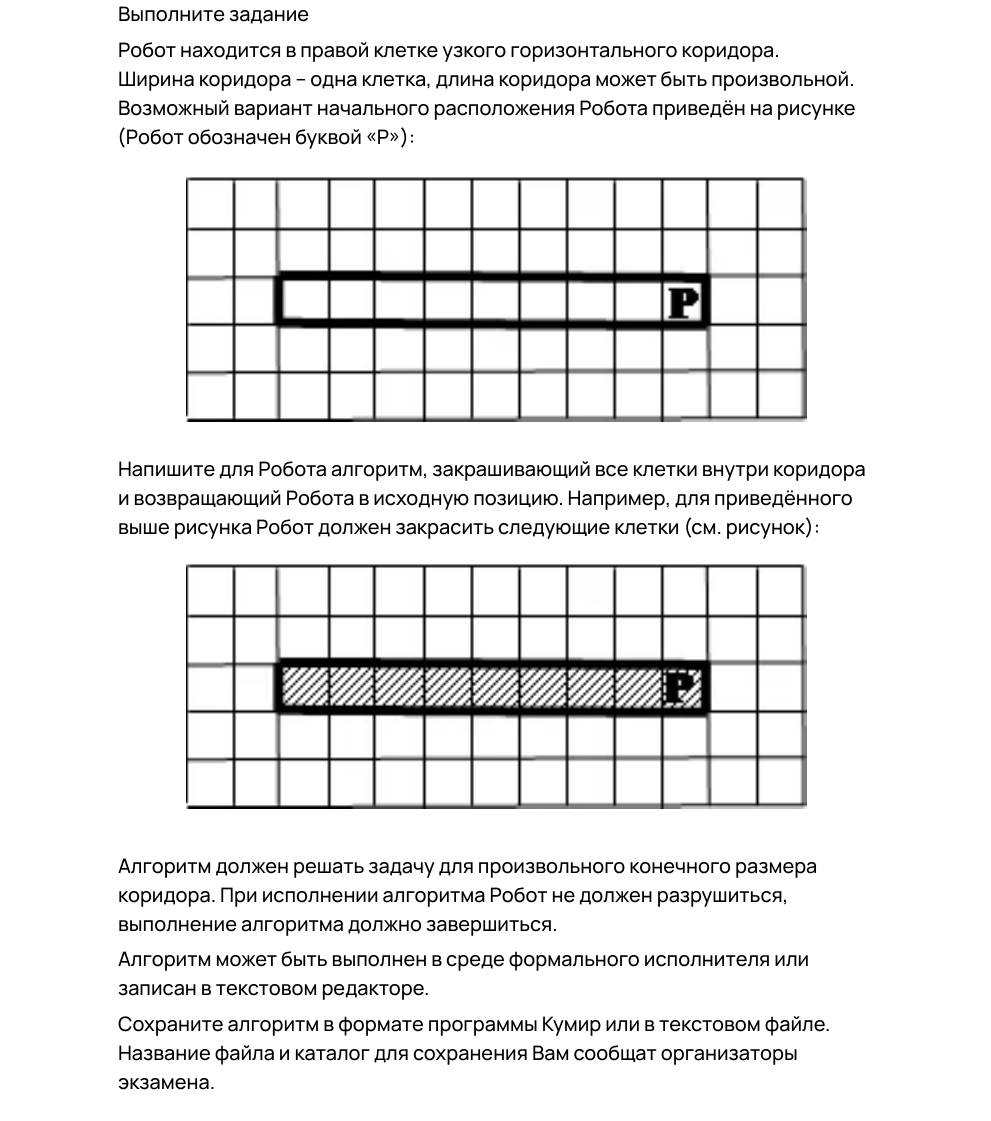 Выполните задание
Робот находится в правой клетке узкого горизонтального коридора.
Ширина коридора – одна клетка, длина коридора может быть произвольной.
Возможный вариант начального расположения Робота приведён на рисунке
(Робот обозначен буквой «Р»):
Р
Напишите для Робота алгоритм, закрашивающий все клетки внутри коридора
и возвращающий Робота в исходную позицию. Например, для приведённого
выше рисунка Робот должен закрасить следующие клетки (см. рисунок):
Р
Алгоритм должен решать задачу для произвольного конечного размера
коридора. При исполнении алгоритма Робот не должен разрушиться,
выполнение алгоритма должно завершиться.
Алгоритм может быть выполнен в среде формального исполнителя или
записан в текстовом редакторе.
Сохраните алгоритм в формате программы Кумир или в текстовом файле.
Название файла и каталог для сохранения Вам сообщат организаторы
экзамена.